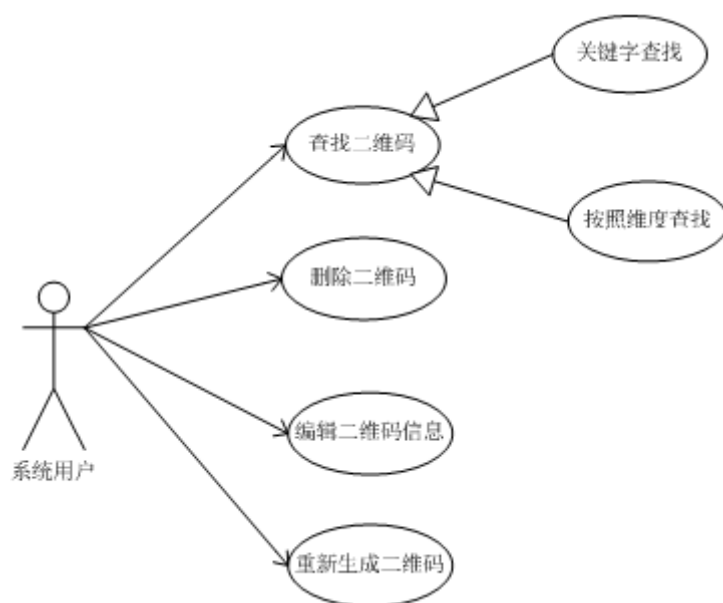 关键字查找
查找二维码
按照维度查找
删除二维码
编辑二维码信息
系统用户
重新生成二维码